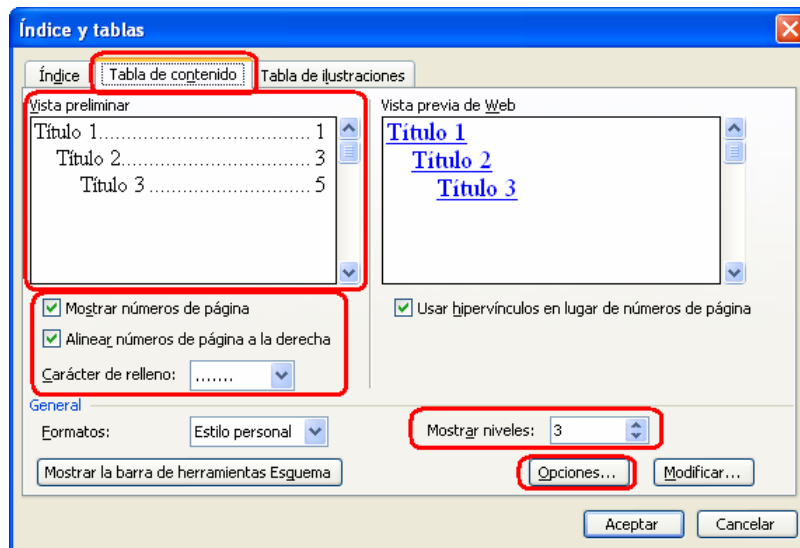 Índice y tablas
Índice
Tabla de contenido
Tabla de ilustraciones
Vista preliminar
Título 1.................................... 1
Título 2................................ 3
Título 3 ........................... 5
Vista previa de Web
Título 1
Título 2
Título 3
Mostrar números de página
Alinear números de página a la derecha
Carácter de relleno: .......
Usar hipervínculos en lugar de números de página
General
Formatos: Estilo personal
Mostrar niveles: 3
Mostrar la barra de herramientas Esquema
Opciones...
Modificar...
Aceptar
Cancelar